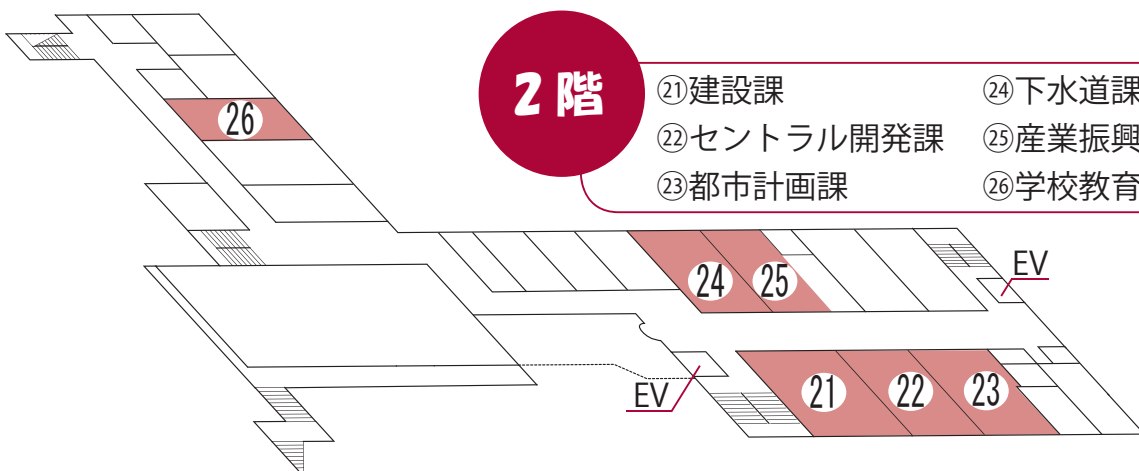 2階
㉑建設課
㉒セントラル開発課
㉓都市計画課
㉔下水道課
㉕産業振興
㉖学校教育
26
24
25
EV
21
22
23
EV